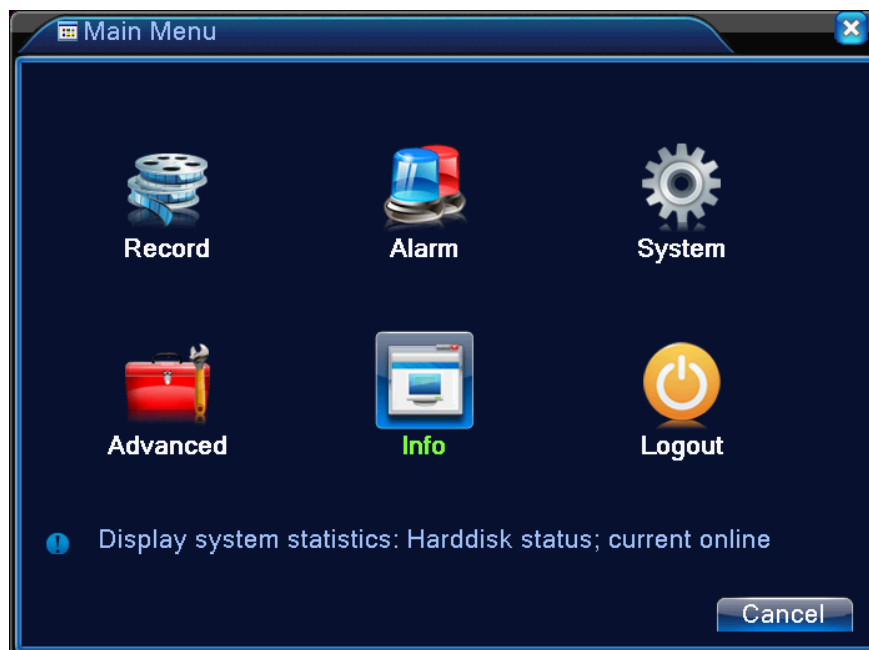 Main Menu
Record
Alarm
System
Advanced
Info
Logout
Display system statistics: Harddisk status; current online
Cancel